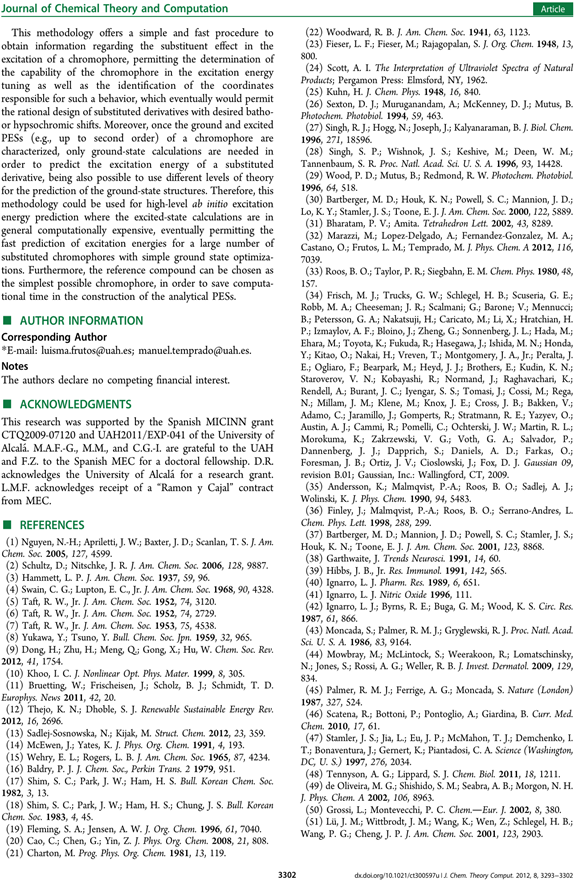 Journal of Chemical Theory and Computation
Article
This methodology offers a simple and fast procedure to
obtain information regarding the substituent effect in the
excitation of a chromophore, permitting the determination of
the capability of the chromophore in the excitation energy
tuning as well as the identification of the coordinates
responsible for such a behavior, which eventually would permit
the rational design of substituted derivatives with desired batho-
or hypsochromic shifts. Moreover, once the ground and excited
PESs (e.g., up to second order) of a chromophore are
characterized, only ground-state calculations are needed in
order to predict the excitation energy of a substituted
derivative, being also possible to use different levels of theory
for the prediction of the ground-state structures. Therefore, this
methodology could be used for high-level ab initio excitation
energy prediction where the excited-state calculations are in
general computationally expensive, eventually permitting the
fast prediction of excitation energies for a large number of
substituted chromophores with simple ground state optimiza-
tions. Furthermore, the reference compound can be chosen as
the simplest possible chromophore, in order to save computa-
tional time in the construction of the analytical PESs.
■ AUTHOR INFORMATION
Corresponding Author
*E-mail: luisma.frutos@uah.es; manuel.temprado@uah.es.
Notes
The authors declare no competing financial interest.
■ ACKNOWLEDGMENTS
This research was supported by the Spanish MICINN grant
CTQ2009-07120 and UAH2011/EXP-041 of the University of
Alcalá. M.A.F.-G., M.M., and C.G.-I. are grateful to the UAH
and F.Z. to the Spanish MEC for a doctoral fellowship. D.R.
acknowledges the University of Alcalá for a research grant.
L.M.F. acknowledges receipt of a "Ramon y Cajal" contract
from MEC.
■ REFERENCES
(1) Nguyen, N.-H.; Apriletti, J. W.; Baxter, J. D.; Scanlan, T. S. J. Am.
Chem. Soc. 2005, 127, 4599.
(2) Schultz, D.; Nitschke, J. R. J. Am. Chem. Soc. 2006, 128, 9887.
(3) Hammett, L. P. J. Am. Chem. Soc. 1937, 59, 96.
(4) Swain, C. G.; Lupton, E. C., Jr. J. Am. Chem. Soc. 1968, 90, 4328.
(5) Taft, R. W., Jr. J. Am. Chem. Soc. 1952, 74, 3120.
(6) Taft, R. W., Jr. J. Am. Chem. Soc. 1952, 74, 2729.
(7) Taft, R. W., Jr. J. Am. Chem. Soc. 1953, 75, 4538.
(8) Yukawa, Y.; Tsuno, Y. Bull. Chem. Soc. Jpn. 1959, 32, 965.
(9) Dong, H.; Zhu, H.; Meng, Q.; Gong, X.; Hu, W. Chem. Soc. Rev.
2012, 41, 1754.
(10) Khoo, I. C. J. Nonlinear Opt. Phys. Mater. 1999, 8, 305.
(11) Bruetting, W.; Frischeisen, J.; Scholz, B. J.; Schmidt, T. D.
Europhys. News 2011, 42, 20.
(12) Thejo, K. N.; Dhoble, S. J. Renewable Sustainable Energy Rev.
2012, 16, 2696.
(13) Sadlej-Sosnowska, N.; Kijak, M. Struct. Chem. 2012, 23, 359.
(14) McEwen, J.; Yates, K. J. Phys. Org. Chem. 1991, 4, 193.
(15) Wehry, E. L.; Rogers, L. B. J. Am. Chem. Soc. 1965, 87, 4234.
(16) Baldry, P. J. J. Chem. Soc., Perkin Trans. 2 1979, 951.
(17) Shim, S. C.; Park, J. W.; Ham, H. S. Bull. Korean Chem. Soc.
1982, 3, 13.
(18) Shim, S. C.; Park, J. W.; Ham, H. S.; Chung, J. S. Bull. Korean
Chem. Soc. 1983, 4, 45.
(19) Fleming, S. A.; Jensen, A. W. J. Org. Chem. 1996, 61, 7040.
(20) Cao, C.; Chen, G.; Yin, Z. J. Phys. Org. Chem. 2008, 21, 808.
(21) Charton, M. Prog. Phys. Org. Chem. 1981, 13, 119.
(22) Woodward, R. B. J. Am. Chem. Soc. 1941, 63, 1123.
(23) Fieser, L. F.; Fieser, M.; Rajagopalan, S. J. Org. Chem. 1948, 13,
800.
(24) Scott, A. I. The Interpretation of Ultraviolet Spectra of Natural
Products; Pergamon Press: Elmsford, NY, 1962.
(25) Kuhn, H. J. Chem. Phys. 1948, 16, 840.
(26) Sexton, D. J.; Muruganandam, A.; McKenney, D. J.; Mutus, B.
Photochem. Photobiol. 1994, 59, 463.
(27) Singh, R. J.; Hogg, N.; Joseph, J.; Kalyanaraman, B. J. Biol. Chem.
1996, 271, 18596.
(28) Singh, S. P.; Wishnok, J. S.; Keshive, M.; Deen, W. M.;
Tannenbaum, S. R. Proc. Natl. Acad. Sci. U. S. A. 1996, 93, 14428.
(29) Wood, P. D.; Mutus, B.; Redmond, R. W. Photochem. Photobiol.
1996, 64, 518.
(30) Bartberger, M. D.; Houk, K. N.; Powell, S. C.; Mannion, J. D.;
Lo, K. Y.; Stamler, J. S.; Toone, E. J. J. Am. Chem. Soc. 2000, 122, 5889.
(31) Bharatam, P. V.; Amita. Tetrahedron Lett. 2002, 43, 8289.
(32) Marazzi, M.; Lopez-Delgado, A.; Fernandez-Gonzalez, M. A.;
Castano, O.; Frutos, L. M.; Temprado, M. J. Phys. Chem. A 2012, 116,
7039.
(33) Roos, B. O.; Taylor, P. R.; Siegbahn, E. M. Chem. Phys. 1980, 48,
157.
(34) Frisch, M. J.; Trucks, G. W.; Schlegel, H. B.; Scuseria, G. E.;
Robb, M. A.; Cheeseman, J. R.; Scalmani, G.; Barone, V.; Mennucci;
B.; Petersson, G. A.; Nakatsuji, H.; Caricato, M.; Li, X.; Hratchian, H.
P.; Izmaylov, A. F.; Bloino, J.; Zheng, G.; Sonnenberg, J. L.; Hada, M.;
Ehara, M.; Toyota, K.; Fukuda, R.; Hasegawa, J.; Ishida, M. N.; Honda,
Y.; Kitao, O.; Nakai, H.; Vreven, T.; Montgomery, J. A., Jr.; Peralta, J.
E.; Ogliaro, F.; Bearpark, M.; Heyd, J. J.; Brothers, E.; Kudin, K. N.;
Staroverov, V. N.; Kobayashi, R.; Normand, J.; Raghavachari, K.;
Rendell, A.; Burant, J. C.; Iyengar, S. S.; Tomasi, J.; Cossi, M.; Rega,
N.; Millam, J. M.; Klene, M.; Knox, J. E.; Cross, J. B.; Bakken, V.;
Adamo, C.; Jaramillo, J.; Gomperts, R.; Stratmann, R. E.; Yazyev, O.;
Austin, A. J.; Cammi, R.; Pomelli, C.; Ochterski, J. W.; Martin, R. L.;
Morokuma, K.; Zakrzewski, V. G.; Voth, G. A.; Salvador, P.;
Dannenberg, J. J.; Dapprich, S.; Daniels, A. D.; Farkas, O.;
Foresman, J. B.; Ortiz, J. V.; Cioslowski, J.; Fox, D. J. Gaussian 09,
revision B.01; Gaussian, Inc.: Wallingford, CT, 2009.
(35) Andersson, K.; Malmqvist, P.-A.; Roos, B. O.; Sadlej, A. J.;
Wolinski, K. J. Phys. Chem. 1990, 94, 5483.
(36) Finley, J.; Malmqvist, P.-A.; Roos, B. O.; Serrano-Andres, L.
Chem. Phys. Lett. 1998, 288, 299.
(37) Bartberger, M. D.; Mannion, J. D.; Powell, S. C.; Stamler, J. S.;
Houk, K. N.; Toone, E. J. J. Am. Chem. Soc. 2001, 123, 8868.
(38) Garthwaite, J. Trends Neurosci. 1991, 14, 60.
(39) Hibbs, J. B., Jr. Res. Immunol. 1991, 142, 565.
(40) Ignarro, L. J. Pharm. Res. 1989, 6, 651.
(41) Ignarro, L. J. Nitric Oxide 1996, 111.
(42) Ignarro, L. J.; Byrns, R. E.; Buga, G. M.; Wood, K. S. Circ. Res.
1987, 61, 866.
(43) Moncada, S.; Palmer, R. M. J.; Gryglewski, R. J. Proc. Natl. Acad.
Sci. U. S. A. 1986, 83, 9164.
(44) Mowbray, M.; McLintock, S.; Weerakoon, R.; Lomatschinsky,
N.; Jones, S.; Rossi, A. G.; Weller, R. B. J. Invest. Dermatol. 2009, 129,
834.
(45) Palmer, R. M. J.; Ferrige, A. G.; Moncada, S. Nature (London)
1987, 327, 524.
(46) Scatena, R.; Bottoni, P.; Pontoglio, A.; Giardina, B. Curr. Med.
Chem. 2010, 17, 61.
(47) Stamler, J. S.; Jia, L.; Eu, J. P.; McMahon, T. J.; Demchenko, I.
T.; Bonaventura, J.; Gernert, K.; Piantadosi, C. A. Science (Washington,
DC, U. S.) 1997, 276, 2034.
(48) Tennyson, A. G.; Lippard, S. J. Chem. Biol. 2011, 18, 1211.
(49) de Oliveira, M. G.; Shishido, S. M.; Seabra, A. B.; Morgon, N. H.
J. Phys. Chem. A 2002, 106, 8963.
(50) Grossi, L.; Montevecchi, P. C. Chem.—Eur. J. 2002, 8, 380.
(51) Lü, J. M.; Wittbrodt, J. M.; Wang, K.; Wen, Z.; Schlegel, H. B.;
Wang, P. G.; Cheng, J. P. J. Am. Chem. Soc. 2001, 123, 2903.
3302
dx.doi.org/10.1021/ct300597u | J. Chem. Theory Comput. 2012, 8, 3293−3302